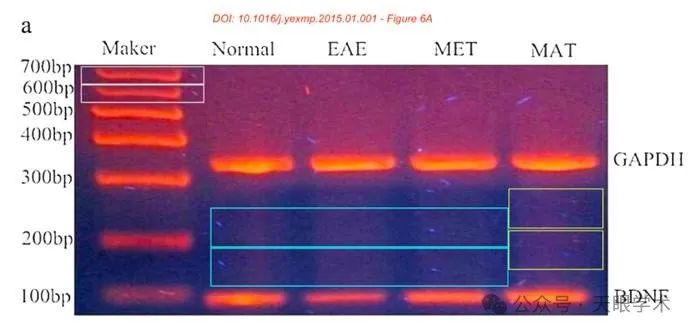 DOI: 10.1016/j.yexmp.2015.01.001 - Figure 6A
a
Maker Normal EAE MET MAT
700bp
600bp
500bp
400bp
GAPDH
300bp
200bp
100bp
BDNF
公众号 · 天眼学术